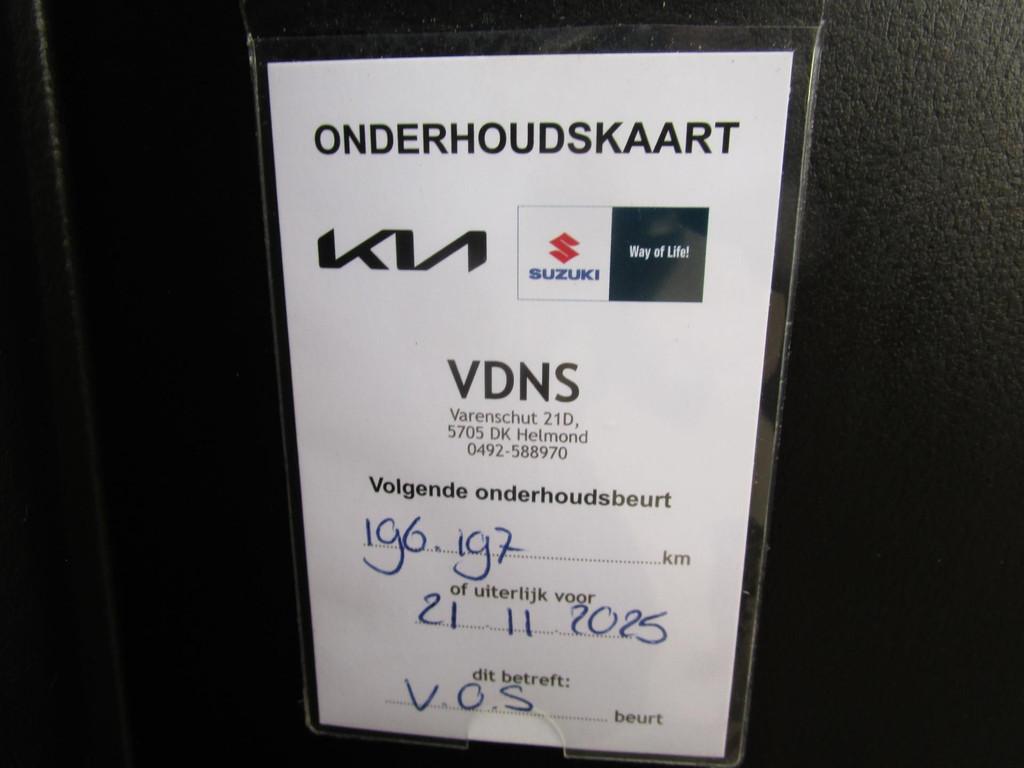 ONDERHOUDSKAART
KIA
SUZUKI Way of Life!
VDNS
Varenschut 21D,
5705 DK Helmond
0492-588970
Volgende onderhoudsbeurt
196.197 km
of uiterlijk voor
21 11 2025
dit betreft:
V.O.S beurt